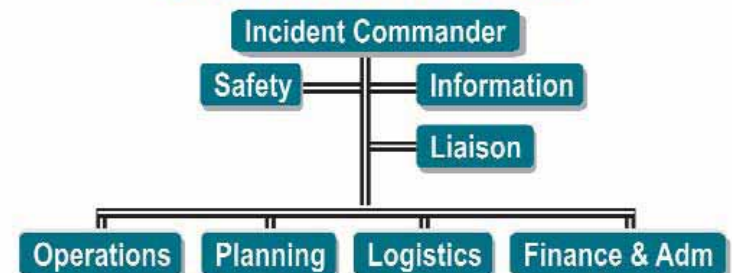 Incident Commander
Safety
Information
Liaison
Operations
Planning
Logistics
Finance & Adm